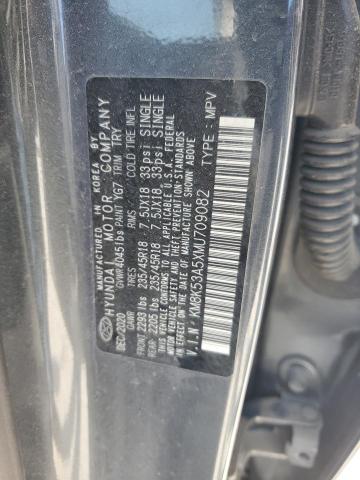 MANUFACTURED IN KOREA BY
HYUNDAI MOTOR COMPANY
DEC/2020 GVWR 4045lbs PAINT YG7 TRIM TRY
GAWR TIRES RIMS COLD TIRE INF.
FRONT 2293 lbs 235/45R18 7.5JX18 33psi SINGLE
REAR 2205 lbs 235/45R18 7.5JX18 33psi SINGLE
THIS VEHICLE CONFORMS TO ALL APPLICABLE U.S.A. FEDERAL
MOTOR VEHICLE SAFETY, BUMPER, AND THEFT PREVENTION STANDARDS
IN EFFECT ON THE DATE OF MANUFACTURE SHOWN ABOVE.
V.I.N : KM8K53A5XMU709082 TYPE : MPV